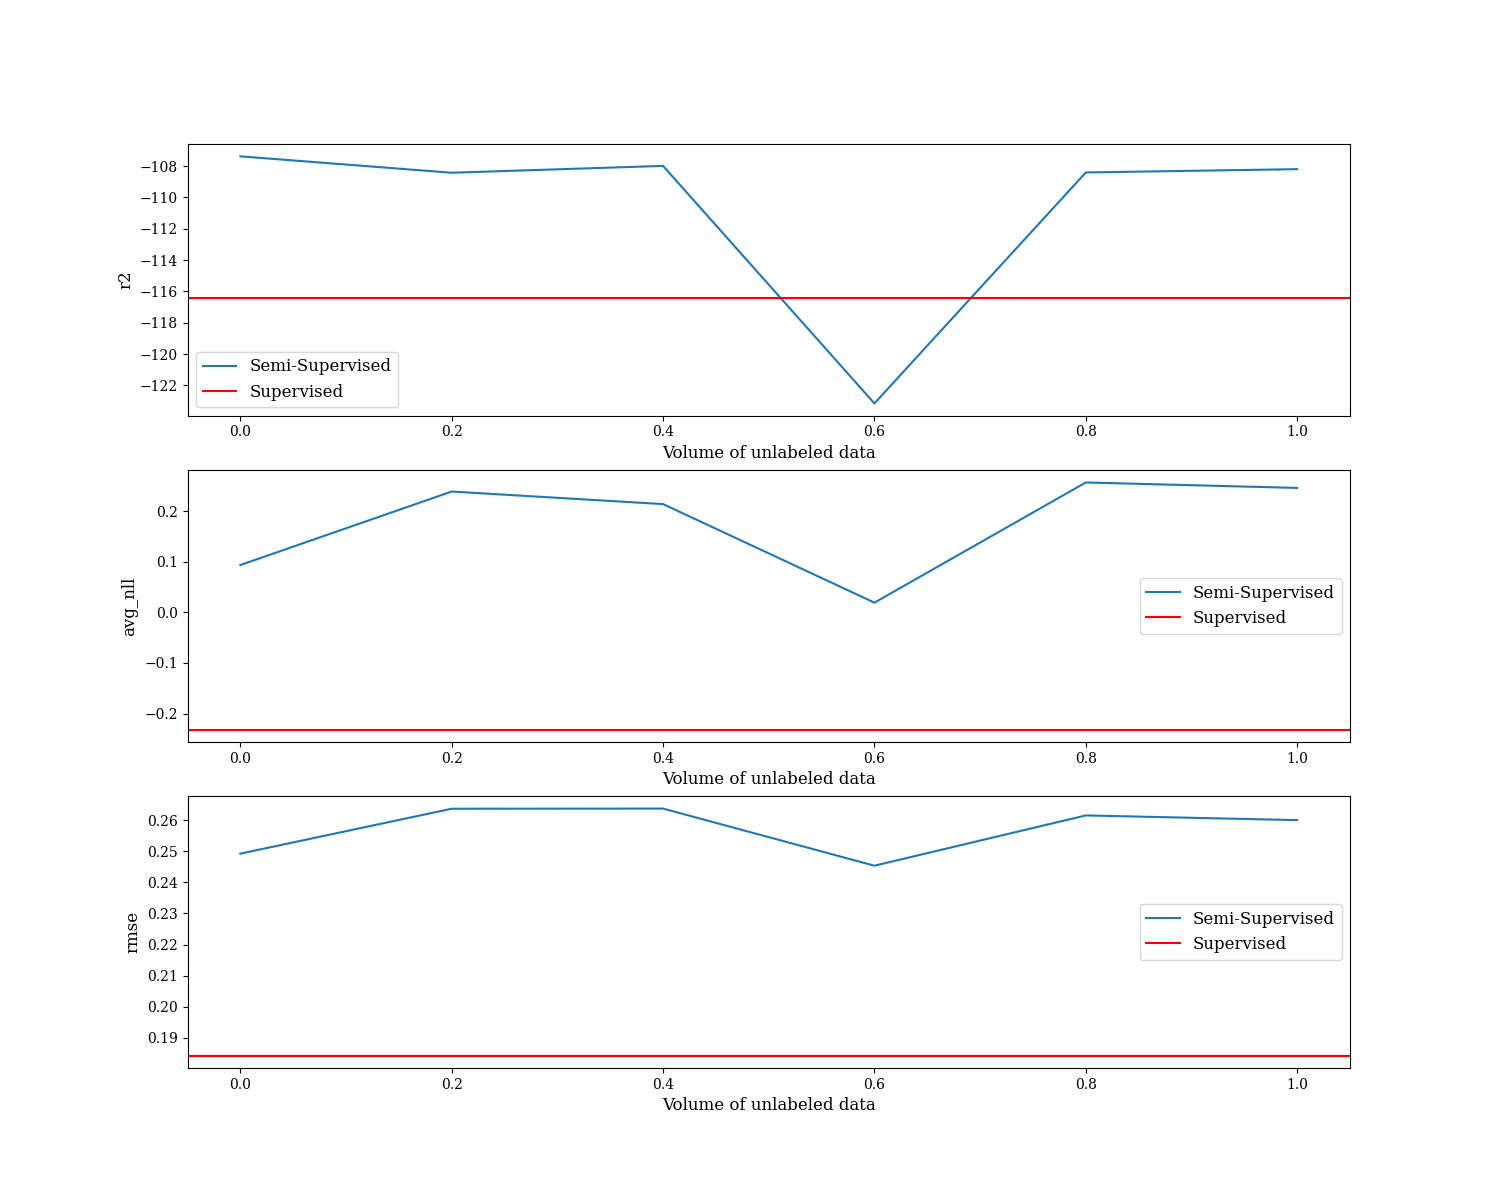 −108
−110
−112
−114
−116
−118
−120
−122
r2
Semi-Supervised
Supervised
0.0 0.2 0.4 0.6 0.8 1.0
Volume of unlabeled data
0.2
0.1
0.0
−0.1
−0.2
avg_nll
Semi-Supervised
Supervised
0.0 0.2 0.4 0.6 0.8 1.0
Volume of unlabeled data
0.26
0.25
0.24
0.23
0.22
0.21
0.20
0.19
rmse
Semi-Supervised
Supervised
0.0 0.2 0.4 0.6 0.8 1.0
Volume of unlabeled data